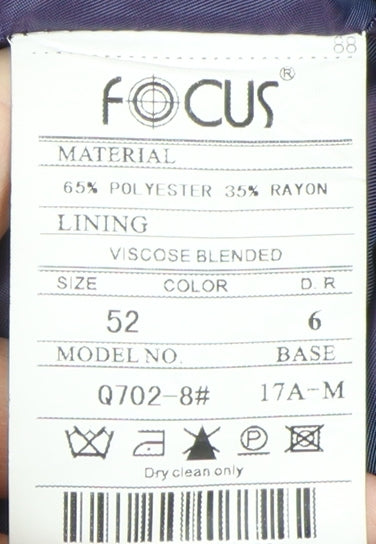 88
FOCUS®
MATERIAL
65% POLYESTER 35% RAYON
LINING
VISCOSE BLENDED
SIZE COLOR D. R
52 6
MODEL NO. BASE
Q702-8# 17A-M
P
Dry clean only